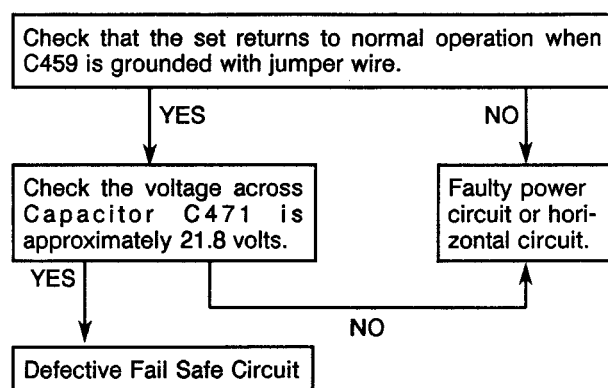 Check that the set returns to normal operation when
C459 is grounded with jumper wire.
YES
NO
Check the voltage across
Capacitor C471 is
approximately 21.8 volts.
Faulty power
circuit or hori-
zontal circuit.
YES
NO
Defective Fail Safe Circuit